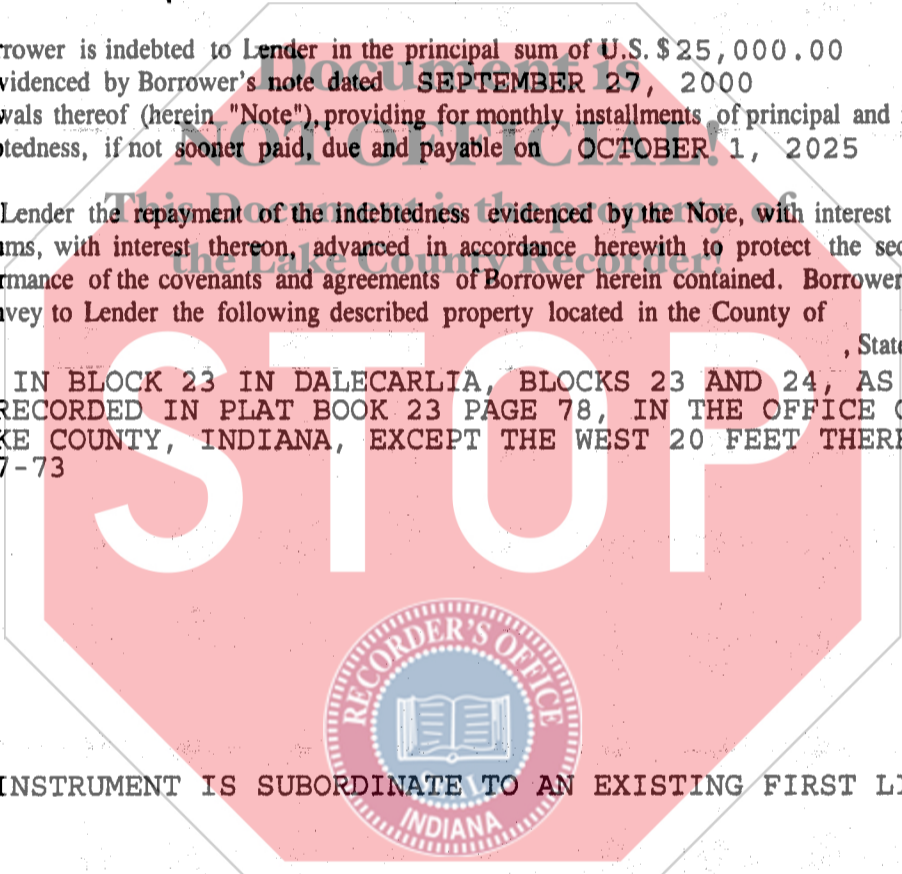 rrower is indebted to Lender in the principal sum of U.S. $25,000.00
Document is
videnced by Borrower's note dated SEPTEMBER 27, 2000
wals thereof (herein "Note"), providing for monthly installments of principal and
NOT OFFICIAL!
tedness, if not sooner paid, due and payable on OCTOBER 1, 2025
This Document is the property of
Lender the repayment of the indebtedness evidenced by the Note, with interest
ms, with interest thereon, advanced in accordance herewith to protect the sec
the Lake County Recorder!
rmance of the covenants and agreements of Borrower herein contained. Borrower
vey to Lender the following described property located in the County of
, State
IN BLOCK 23 IN DALECARLIA, BLOCKS 23 AND 24, AS
RECORDED IN PLAT BOOK 23 PAGE 78, IN THE OFFICE
KE COUNTY, INDIANA, EXCEPT THE WEST 20 FEET THERE
7-73
STOP
RECORDER'S OFFICE
INSTRUMENT IS SUBORDINATE TO AN EXISTING FIRST LI
SEAL
INDIANA